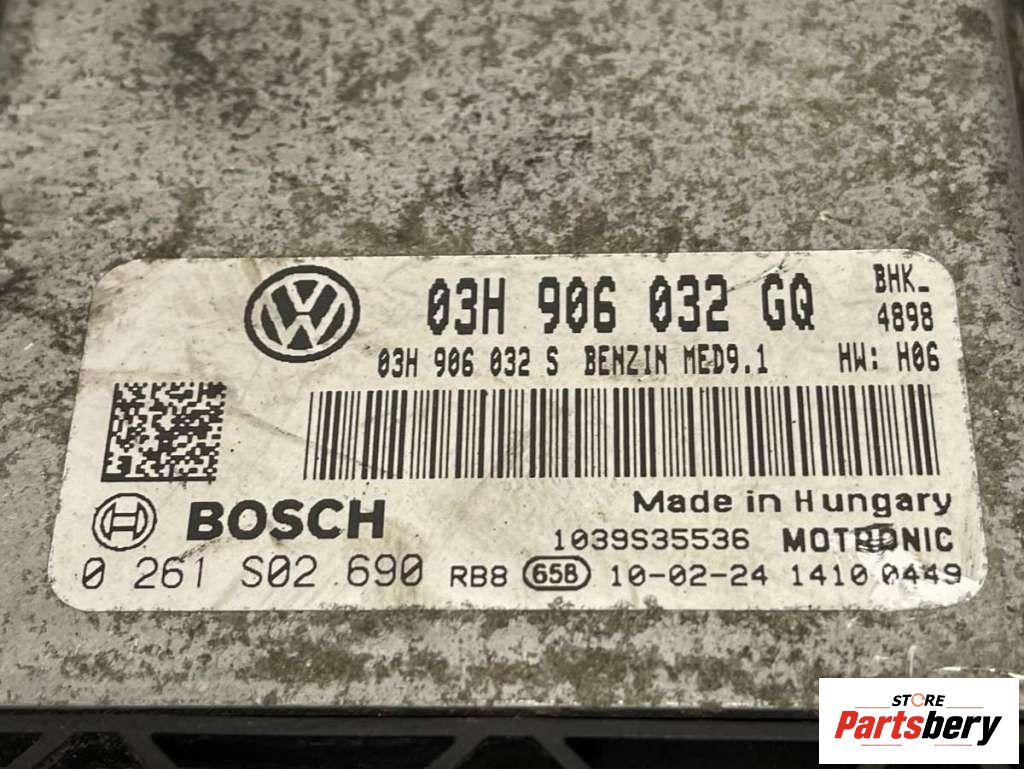 03H 906 032 GQ
BHK_
4898
03H 906 032 S BENZIN MED9.1 HW: H06
BOSCH
Made in Hungary
1039S35536 MOTRONIC
0 261 S02 690 RB8 65B 10-02-24 1410 0449
STORE
Partsbery